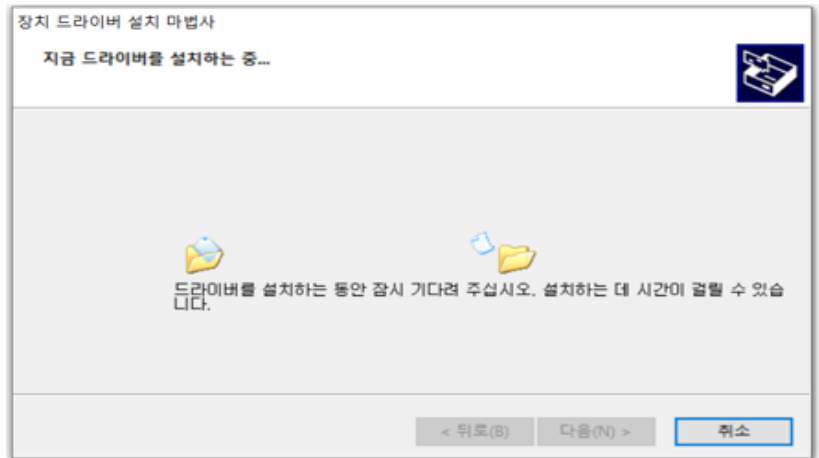 장치 드라이버 설치 마법사
지금 드라이버를 설치하는 중...
드라이버를 설치하는 동안 잠시 기다려 주십시오. 설치하는 데 시간이 걸릴 수 있습
니다.
< 뒤로(B) 다음(N) > 취소